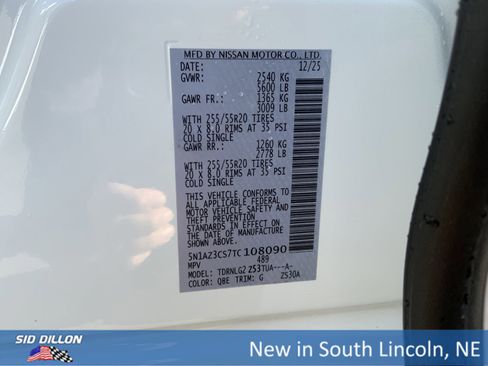 MFD BY NISSAN MOTOR CO., LTD.
DATE: 12/25
GVWR: 2540 KG
5600 LB
GAWR FR.: 1365 KG
3009 LB
WITH 255/55R20 TIRES
20 x 8.0 RIMS AT 35 PSI
COLD SINGLE
GAWR RR.: 1260 KG
2778 LB
WITH 255/55R20 TIRES
20 x 8.0 RIMS AT 35 PSI
COLD SINGLE
THIS VEHICLE CONFORMS TO
ALL APPLICABLE FEDERAL
MOTOR VEHICLE SAFETY AND
THEFT PREVENTION
STANDARDS IN EFFECT ON
THE DATE OF MANUFACTURE
5N1AZ3CS7TC108090
MPV 489
MODEL: TDRNLG2 Z53TUA---A-
COLOR: QBE TRIM: G Z530A
SID DILLON
New in South Lincoln, NE